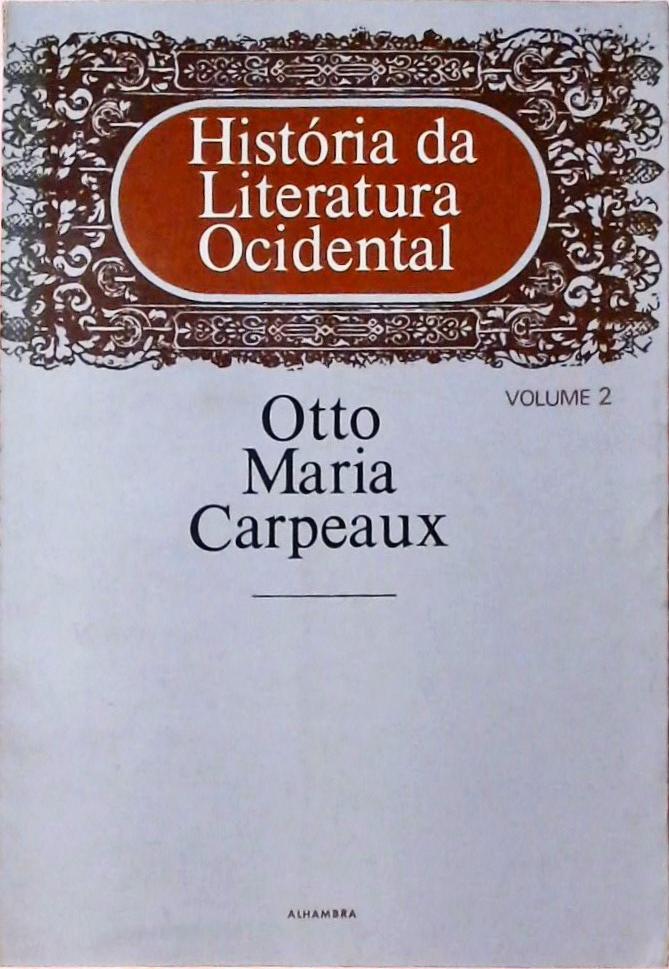 História da
Literatura
Ocidental
VOLUME 2
Otto
Maria
Carpeaux
ALHAMBRA